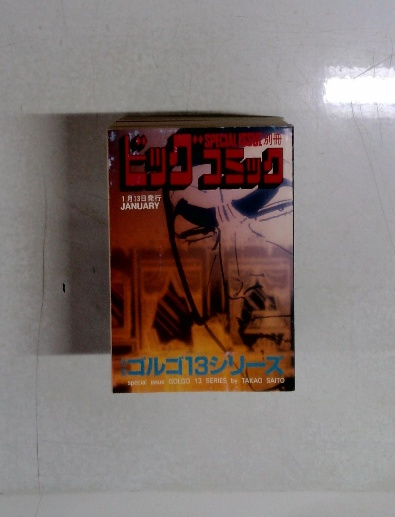 SPECIAL ISSUE 別冊
ビッグコミック
1月13日発行
JANUARY
ゴルゴ13シリーズ
special issue GOLGO 13 SERIES by TAKAO SAITO